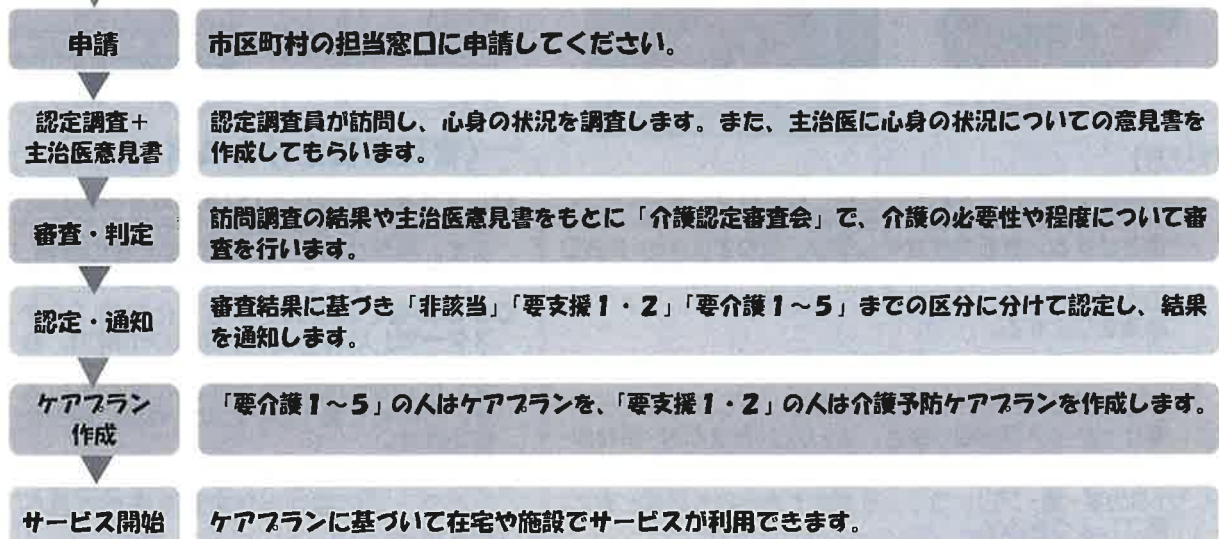 申請
市区町村の担当窓口に申請してください。
認定調査+
主治医意見書
認定調査員が訪問し、心身の状況を調査します。また、主治医に心身の状況についての意見書を
作成してもらいます。
審査・判定
訪問調査の結果や主治医意見書をもとに「介護認定審査会」で、介護の必要性や程度について審
査を行います。
認定・通知
審査結果に基づき「非該当」「要支援1・2」「要介護1～5」までの区分に分けて認定し、結果
を通知します。
ケアプラン
作成
「要介護1～5」の人はケアプランを、「要支援1・2」の人は介護予防ケアプランを作成します。
サービス開始
ケアプランに基づいて在宅や施設でサービスが利用できます。